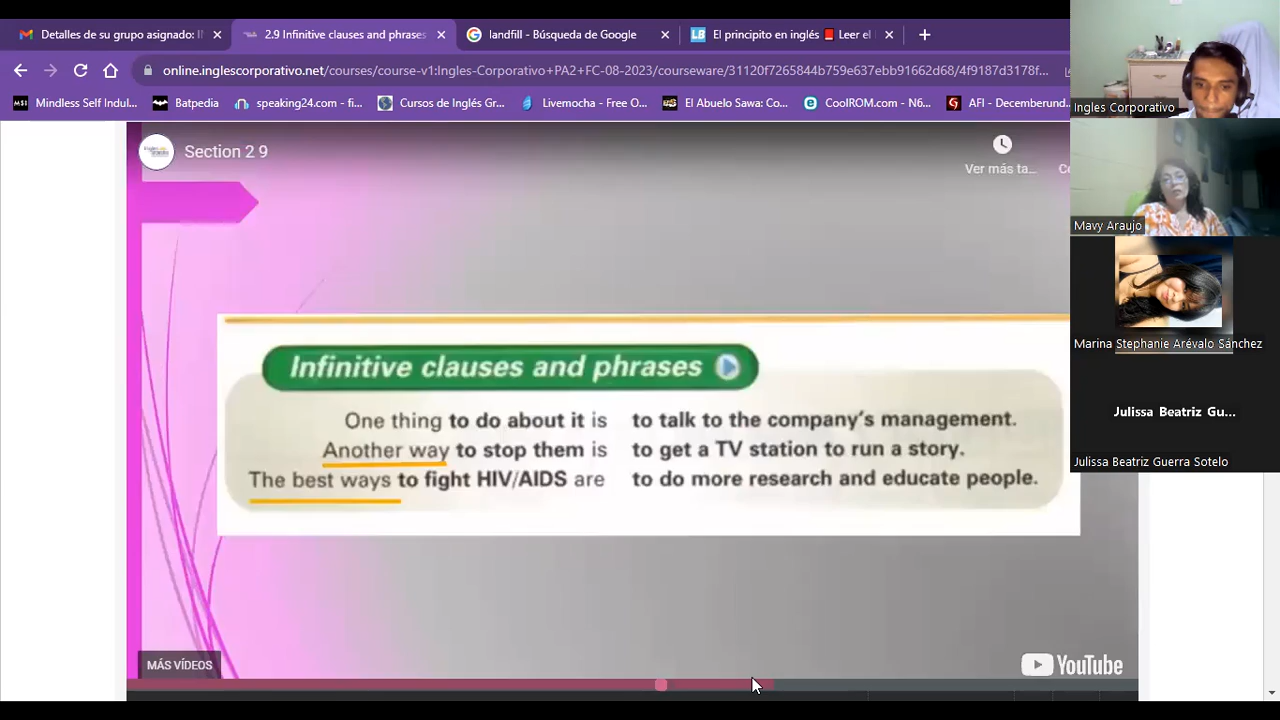 Detalles de su grupo asignado: I
2.9 Infinitive clauses and phrases
landfill - Búsqueda de Google
El principito en inglés 📕 Leer el
online.inglescorporativo.net/courses/course-v1:Ingles-Corporativo+PA2+FC-08-2023/courseware/31120f7265844b759e637ebb91662d68/4f9187d3178f...
Mindless Self Indul...
Batpedia
speaking24.com - fi...
Cursos de Inglés Gr...
Livemocha - Free O...
El Abuelo Sawa: Co...
CoolROM.com - N6...
AFI - Decemberund...
Section 2 9
Ver más ta...
Infinitive clauses and phrases
One thing to do about it is to talk to the company's management.
Another way to stop them is to get a TV station to run a story.
The best ways to fight HIV/AIDS are to do more research and educate people.
MÁS VÍDEOS
YouTube
Ingles Corporativo
Mavy Araujo
Marina Stephanie Arévalo Sánchez
Julissa Beatriz Gu...
Julissa Beatriz Guerra Sotelo